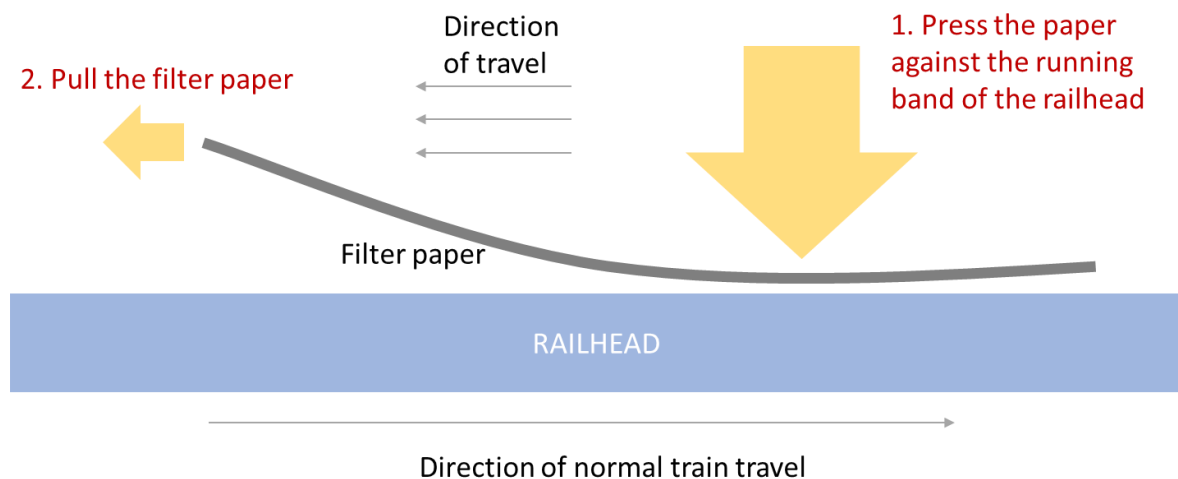 Direction
of travel
1. Press the paper
against the running
band of the railhead
2. Pull the filter paper
Filter paper
RAILHEAD
Direction of normal train travel